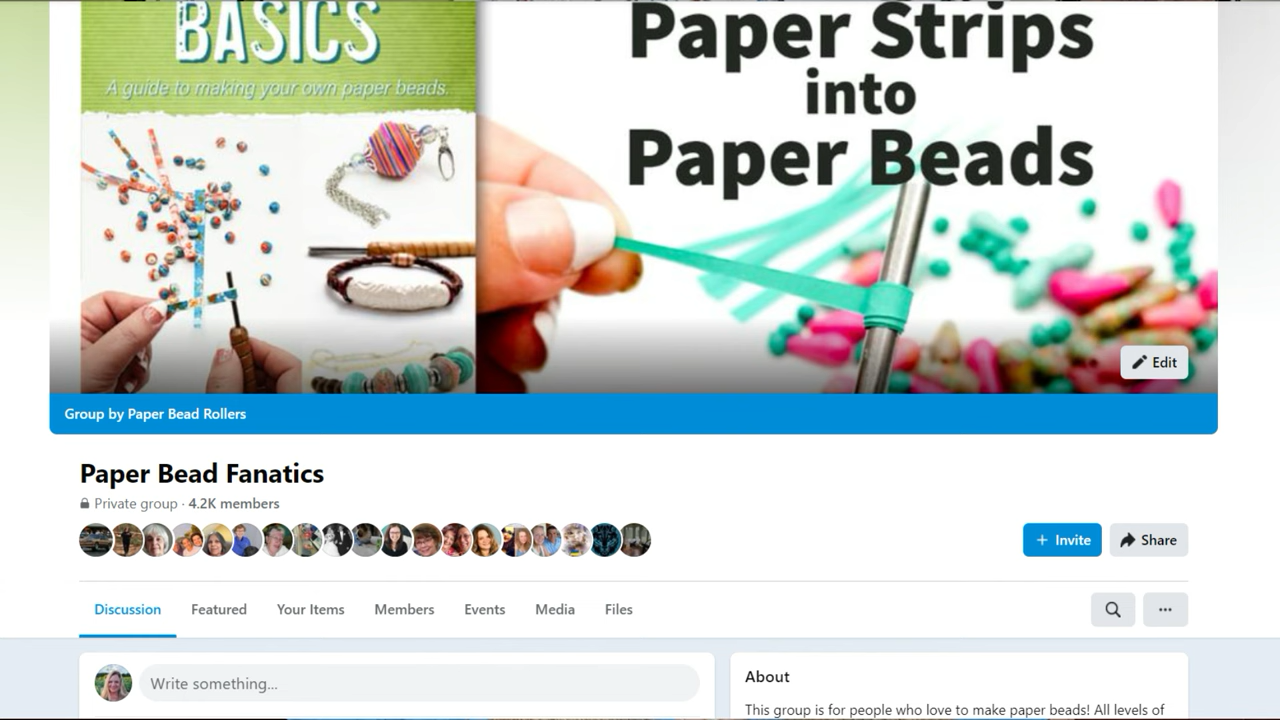 BASICS
A guide to making your own paper beads.
Paper Strips
into
Paper Beads
Edit
Group by Paper Bead Rollers
Paper Bead Fanatics
Private group · 4.2K members
+ Invite
Share
Discussion Featured Your Items Members Events Media Files
Write something...
About
This group is for people who love to make paper beads! All levels of